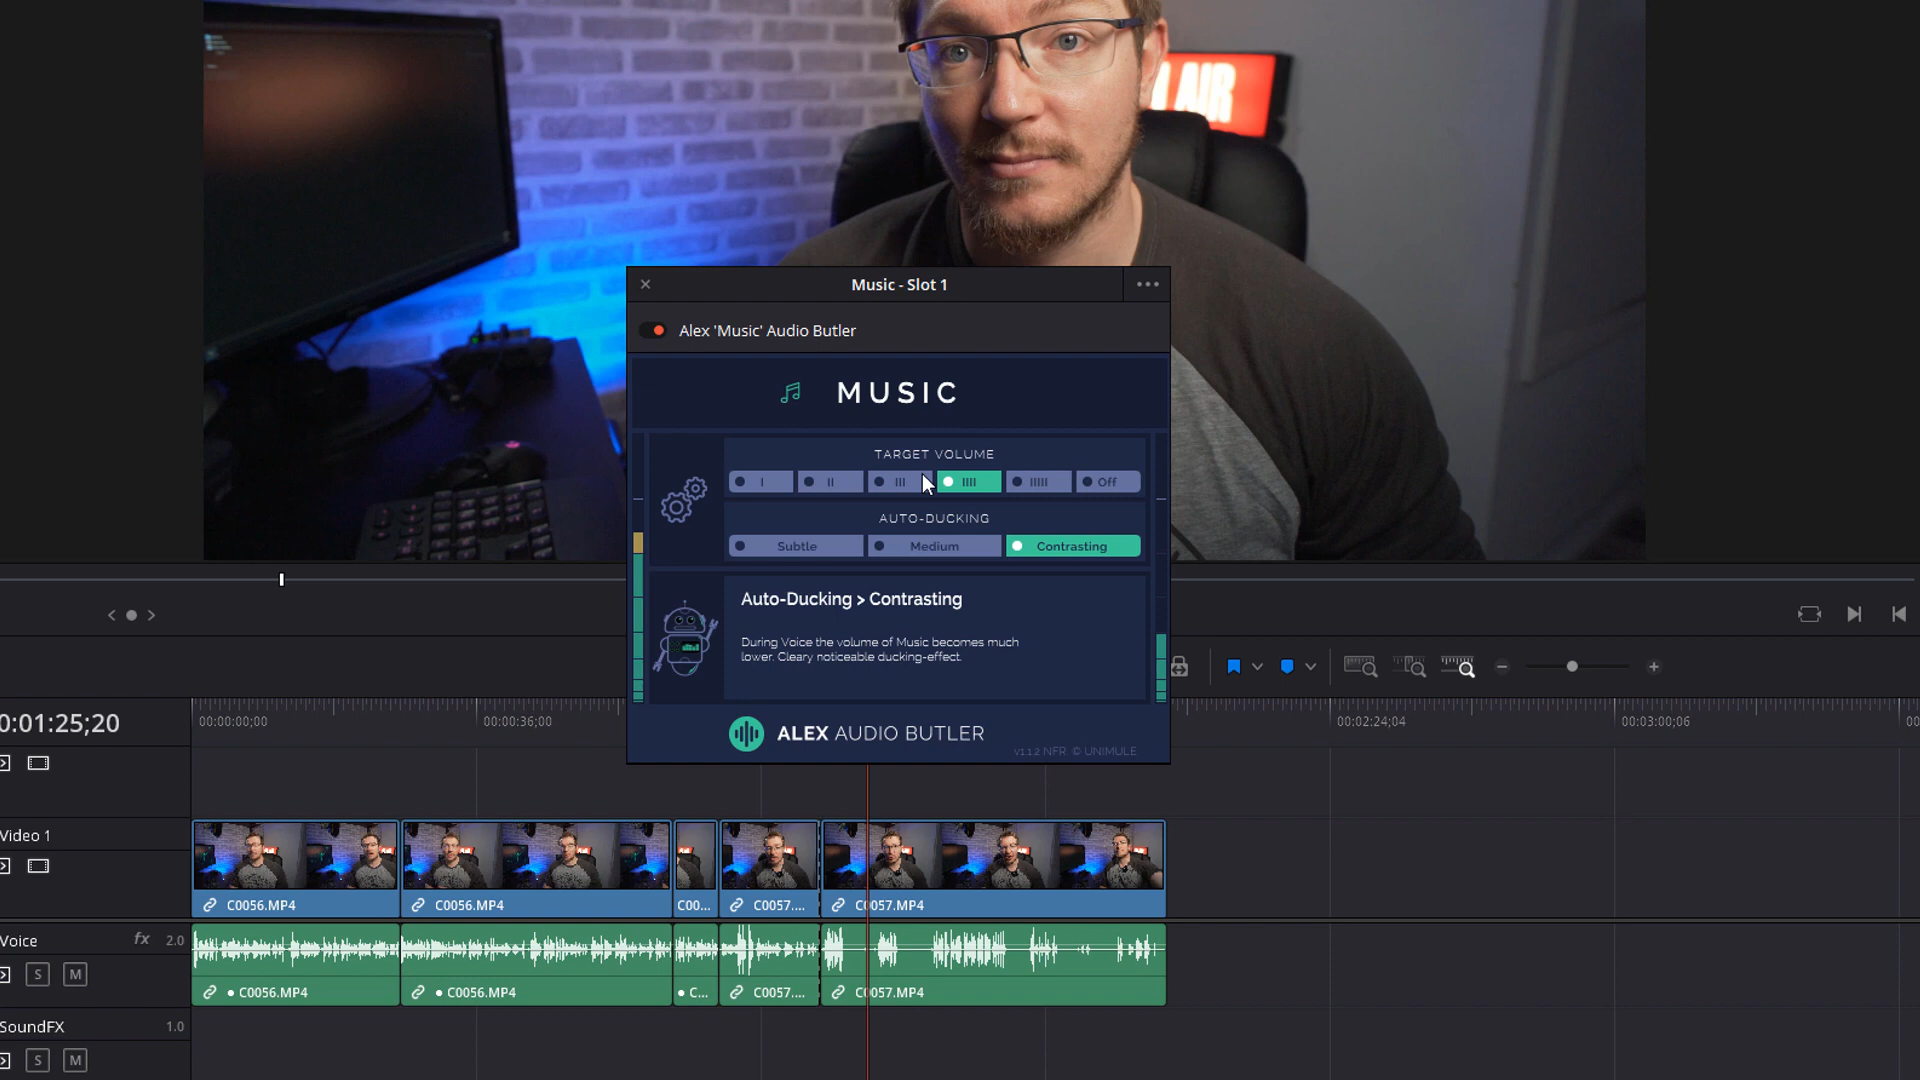 AIR
Music - Slot 1
Alex 'Music' Audio Butler
MUSIC
TARGET VOLUME
I II III IIII IIIII Off
AUTO-DUCKING
Subtle Medium Contrasting
Auto-Ducking > Contrasting
During Voice the volume of Music becomes much
lower. Cleary noticeable ducking-effect.
ALEX AUDIO BUTLER
v1.1.2 NFR. © UNIMULE
0:01:25;20
00:00:00;00
00:00:36;00
00:02:24;04
00:03:00;06
00
Video 1
C0056.MP4
C0056.MP4
C00...
C0057....
C0057.MP4
Voice fx 2.0
S M
C0056.MP4
C0056.MP4
C...
C0057....
C0057.MP4
SoundFX 1.0
S M